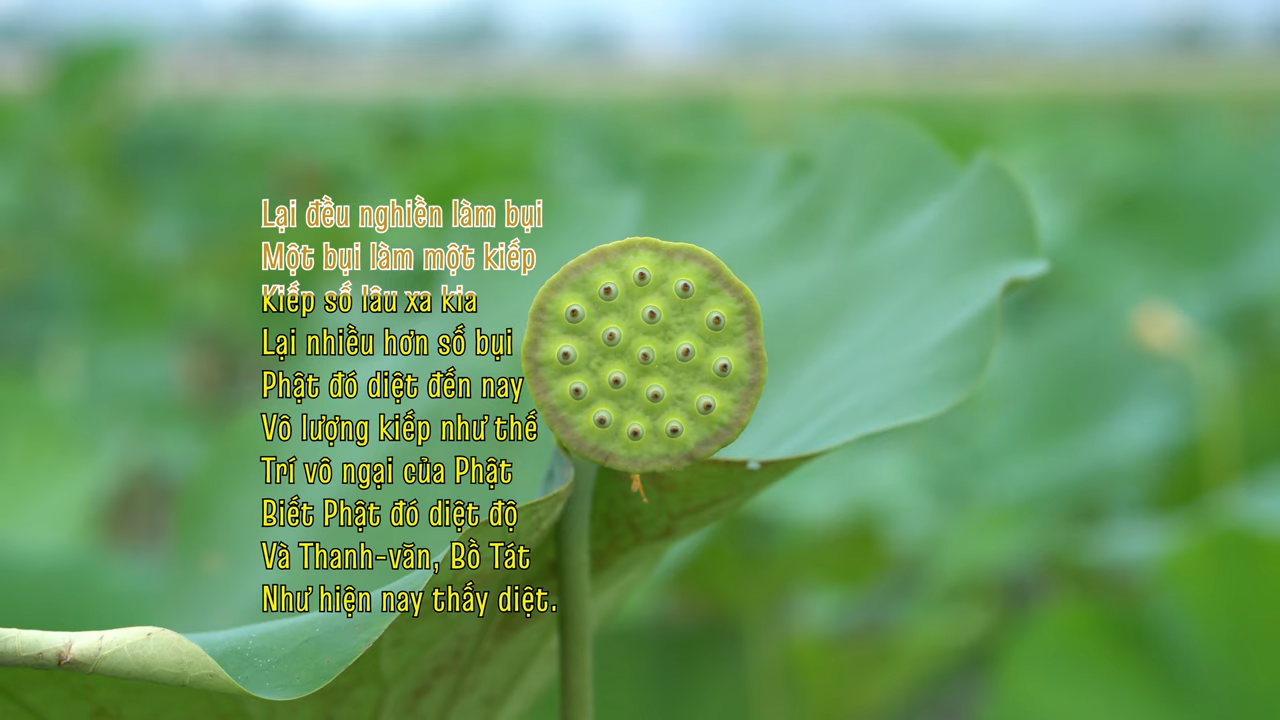 Lại đều nghiền làm bụi
Một bụi làm một kiếp
Kiếp số lâu xa kia
Lại nhiều hơn số bụi
Phật đó diệt đến nay
Vô lượng kiếp như thế
Trí vô ngại của Phật
Biết Phật đó diệt độ
Và Thanh-văn, Bồ Tát
Như hiện nay thấy diệt.